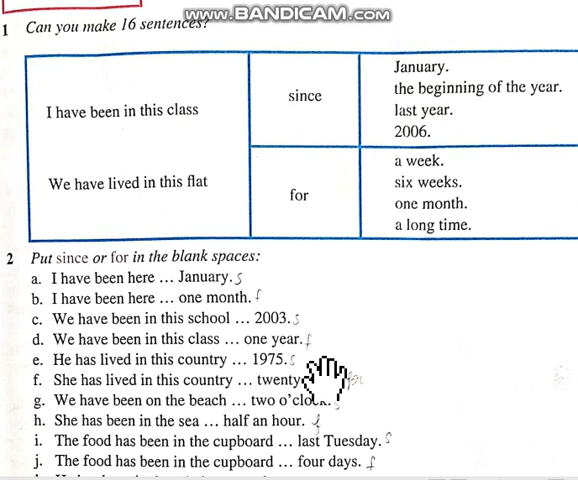 www.BANDICAM.com
1 Can you make 16 sentences?
January.
the beginning of the year.
since
last year.
I have been in this class
2006.
a week.
We have lived in this flat
six weeks.
for
one month.
a long time.
2 Put since or for in the blank spaces:
a. I have been here ... January. s
b. I have been here ... one month. f
c. We have been in this school ... 2003. s
d. We have been in this class ... one year. f
e. He has lived in this country ... 1975. s
f. She has lived in this country ... twenty
g. We have been on the beach ... two o'clock.
h. She has been in the sea ... half an hour. f
i. The food has been in the cupboard ... last Tuesday. s
j. The food has been in the cupboard ... four days. f